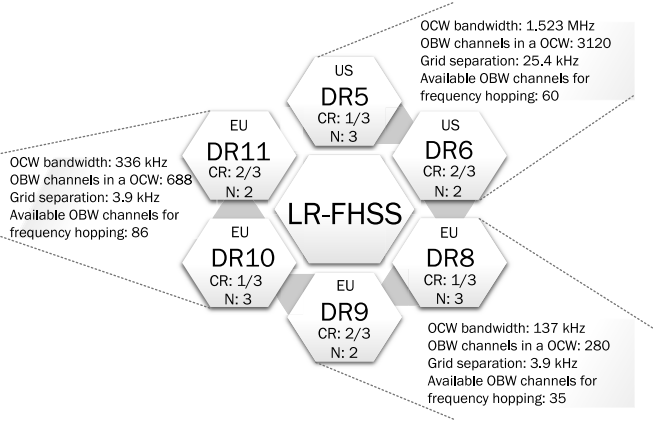 OCW bandwidth: 1.523 MHz
OBW channels in a OCW: 3120
Grid separation: 25.4 kHz
Available OBW channels for
frequency hopping: 60
US
DR5
CR: 1/3
N: 3
EU
DR11
CR: 2/3
N: 2
US
DR6
CR: 2/3
N: 2
OCW bandwidth: 336 kHz
OBW channels in a OCW: 688
Grid separation: 3.9 kHz
Available OBW channels for
frequency hopping: 86
LR-FHSS
EU
DR10
CR: 1/3
N: 3
EU
DR8
CR: 1/3
N: 3
EU
DR9
CR: 2/3
N: 2
OCW bandwidth: 137 kHz
OBW channels in a OCW: 280
Grid separation: 3.9 kHz
Available OBW channels for
frequency hopping: 35